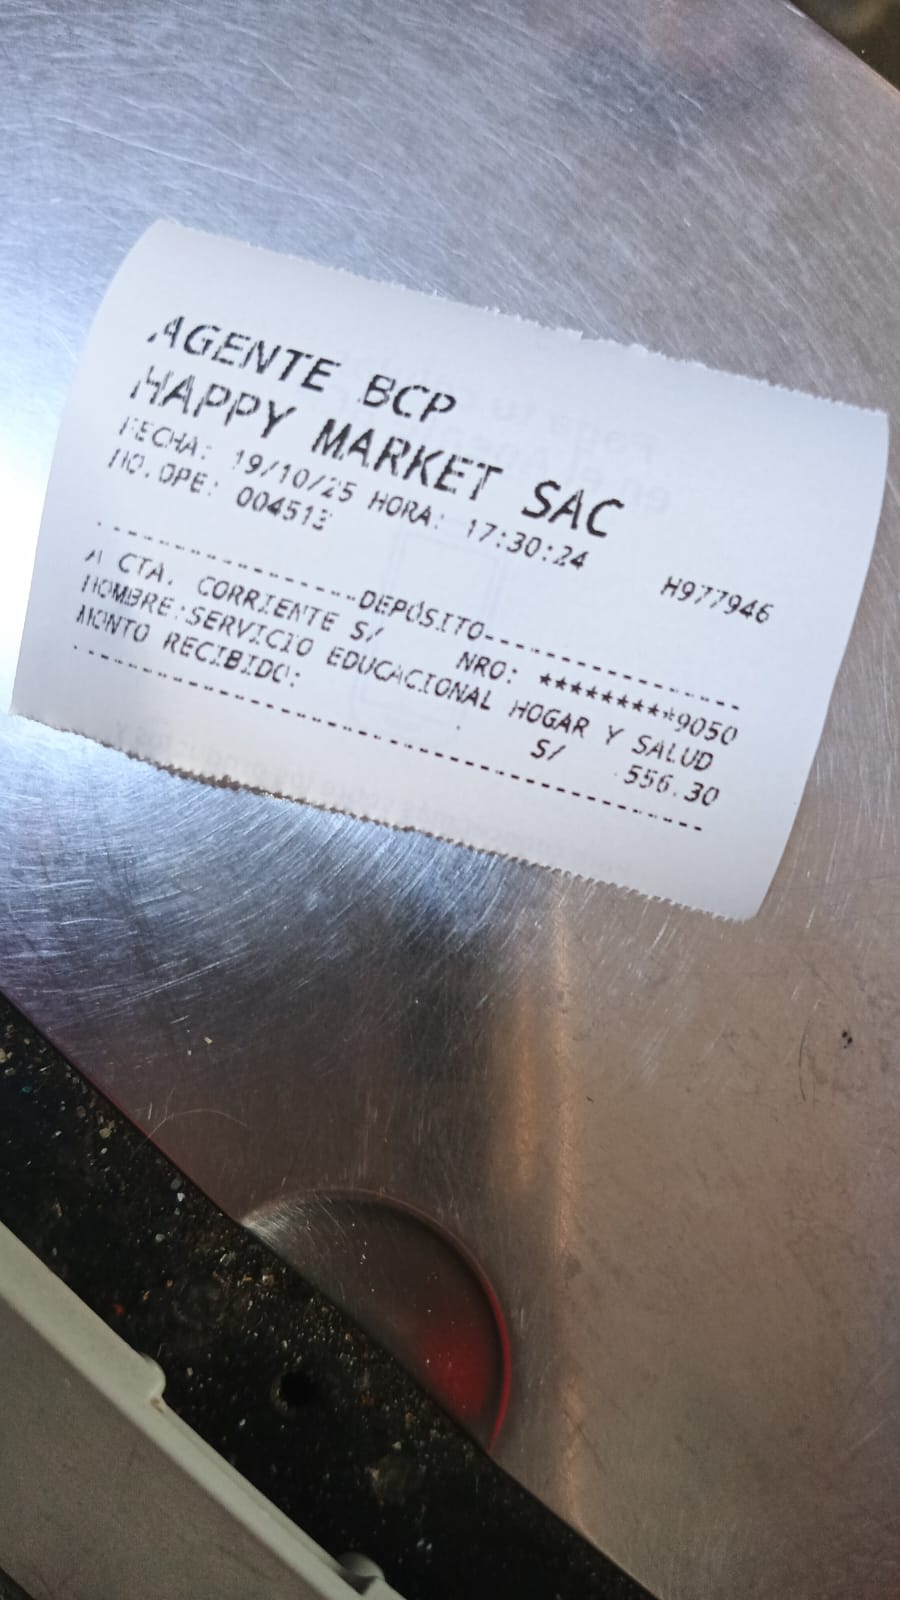 AGENTE BCP
HAPPY MARKET SAC
FECHA: 19/10/25 HORA: 17:30:24
NO.OPE: 004513 H977946
------------------DEPÓSITO------------------
A CTA. CORRIENTE S/ NRO: *********9050
NOMBRE:SERVICIO EDUCACIONAL HOGAR Y SALUD
MONTO RECIBIDO: S/ 556.30